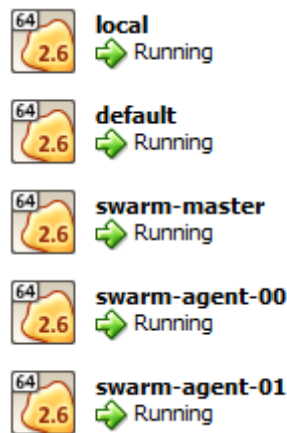 64
2.6
local
Running
64
2.6
default
Running
64
2.6
swarm-master
Running
64
2.6
swarm-agent-00
Running
64
2.6
swarm-agent-01
Running